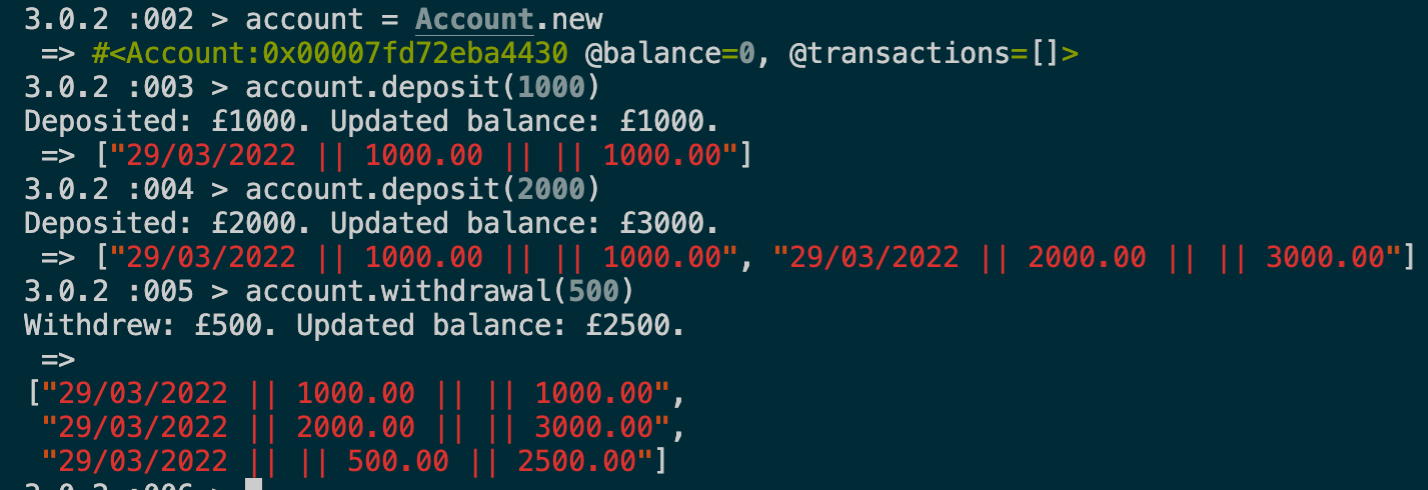 3.0.2 :002 > account = Account.new
 => #<Account:0x00007fd72eba4430 @balance=0, @transactions=[]>
3.0.2 :003 > account.deposit(1000)
Deposited: £1000. Updated balance: £1000.
 => ["29/03/2022 || 1000.00 || || 1000.00"]
3.0.2 :004 > account.deposit(2000)
Deposited: £2000. Updated balance: £3000.
 => ["29/03/2022 || 1000.00 || || 1000.00", "29/03/2022 || 2000.00 || || 3000.00"]
3.0.2 :005 > account.withdrawal(500)
Withdrew: £500. Updated balance: £2500.
 =>
["29/03/2022 || 1000.00 || || 1000.00",
 "29/03/2022 || 2000.00 || || 3000.00",
 "29/03/2022 || || 500.00 || 2500.00"]
3.0.2 :006 >